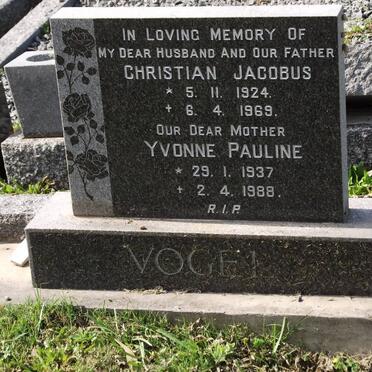 IN LOVING MEMORY OF
MY DEAR HUSBAND AND OUR FATHER
CHRISTIAN JACOBUS
* 5. 11. 1924.
+ 6. 4. 1969.
OUR DEAR MOTHER
YVONNE PAULINE
* 29. 1. 1937
+ 2. 4. 1988.
R.I.P.
VOGEL